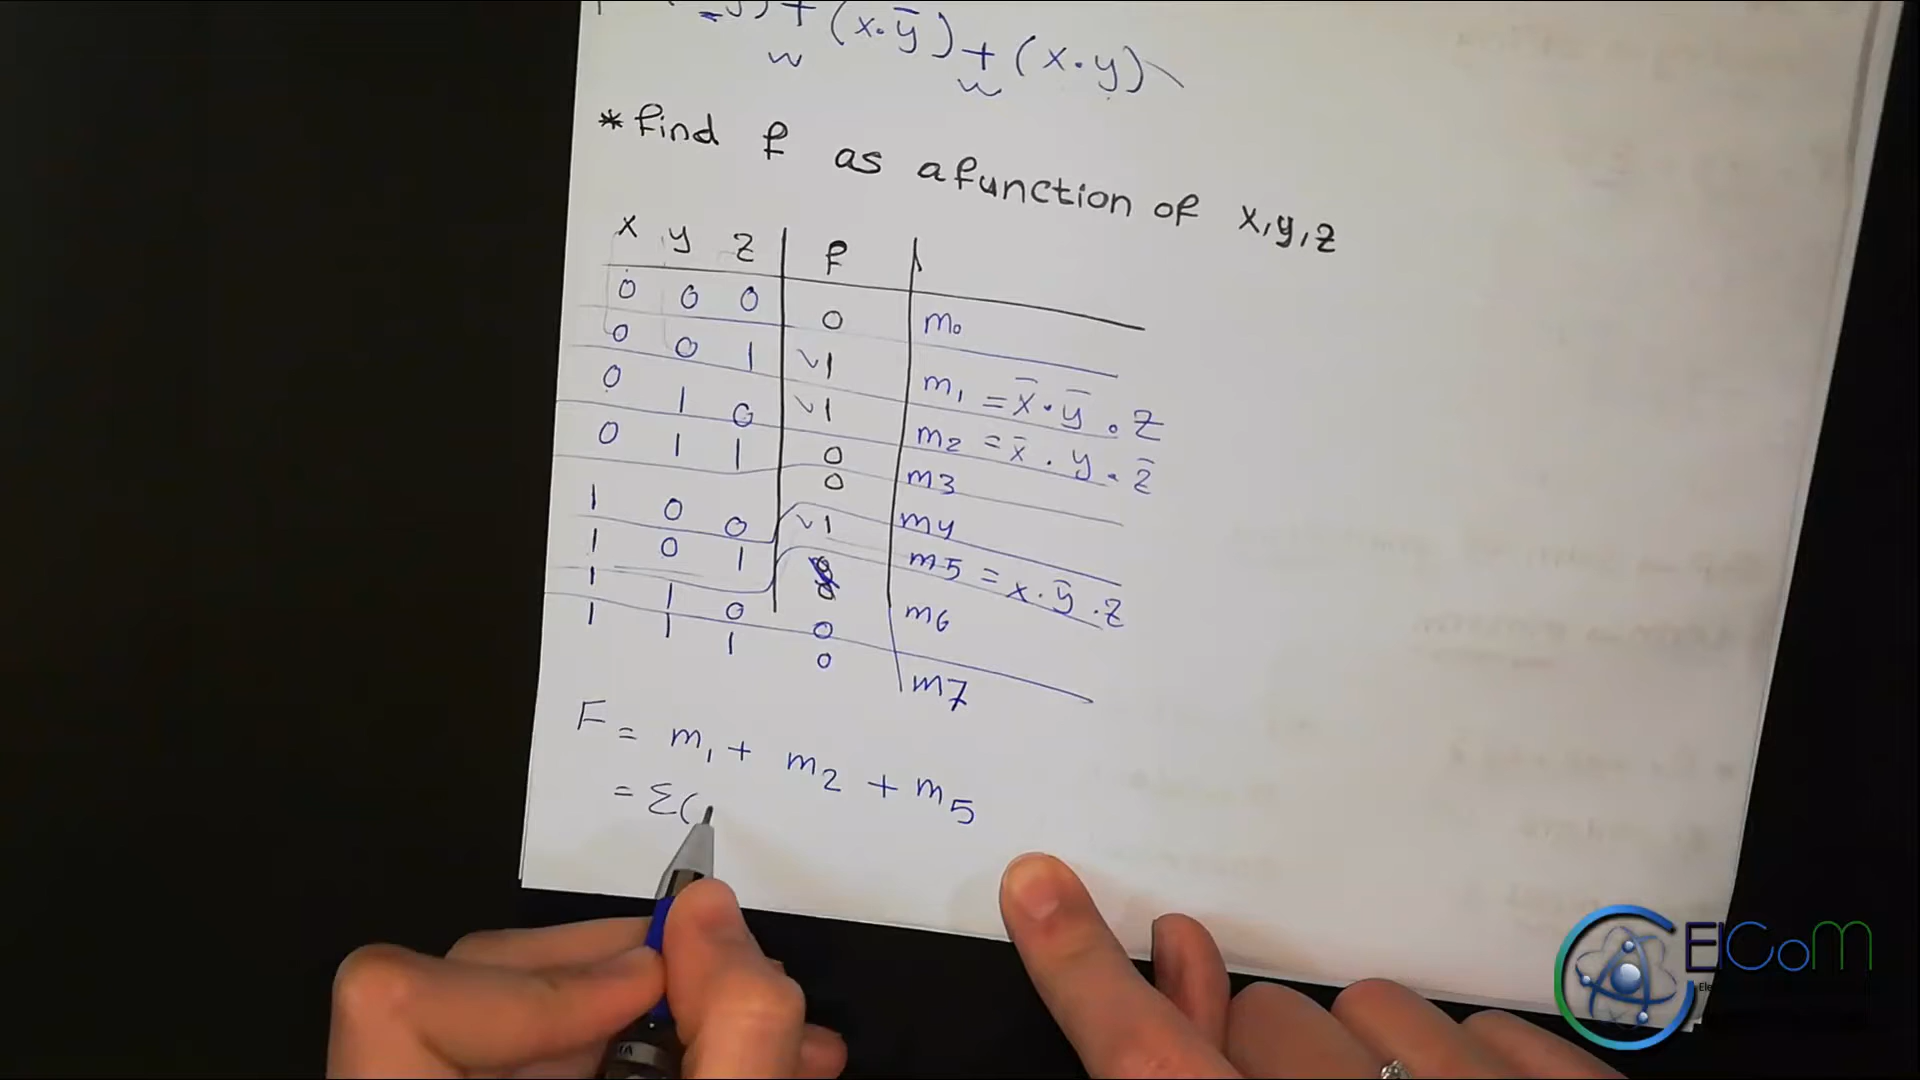 y) + (x.ȳ) + (x.y)
* find f as a function of x,y,z
x y z f
0 0 0 0 m0
0 0 1 1 m1 = x̄.ȳ.z
0 1 0 1 m2 = x̄.y.z̄
0 1 1 0 m3
1 0 0 0 m4
1 0 1 1 m5 = x.ȳ.z
1 1 0 0 m6
1 1 1 0 m7
F = m1 + m2 + m5
= Σ(
ElCoM